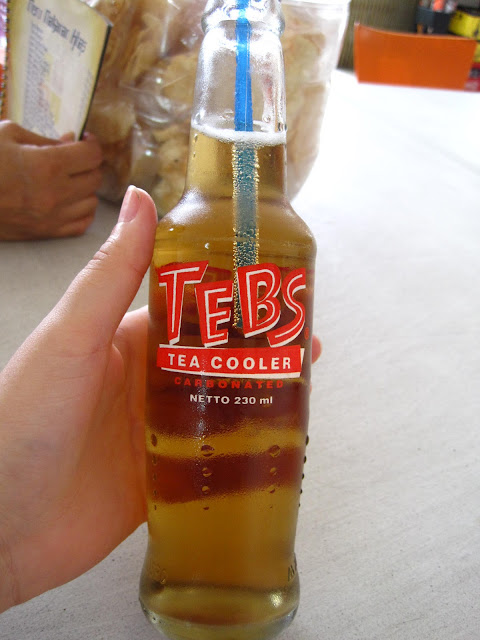 TEBS
TEA COOLER
CARBONATED
NETTO 230 ml